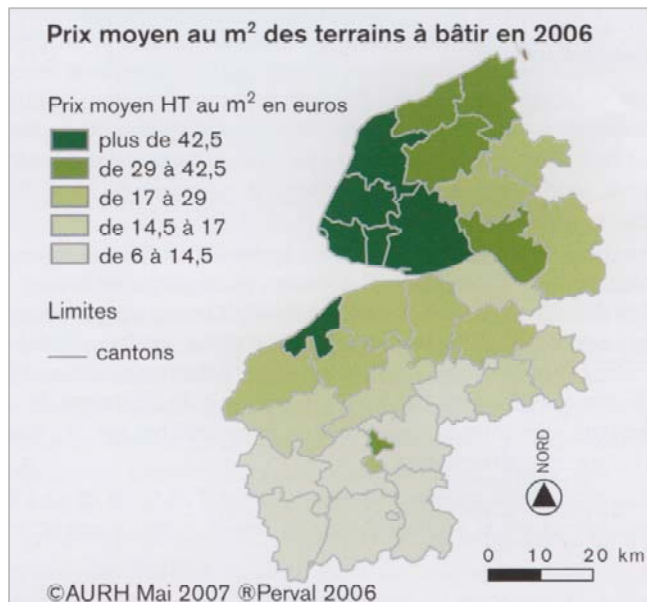 Prix moyen au m² des terrains à bâtir en 2006
Prix moyen HT au m² en euros
plus de 42,5
de 29 à 42,5
de 17 à 29
de 14,5 à 17
de 6 à 14,5
Limites
cantons
NORD
0 10 20 km
©AURH Mai 2007 ®Perval 2006